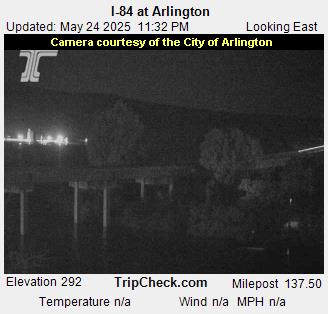 I-84 at Arlington
Updated: May 24 2025 11:32 PM Looking East
Camera courtesy of the City of Arlington
Elevation 292 TripCheck.com Milepost 137.50
Temperature n/a Wind n/a MPH n/a